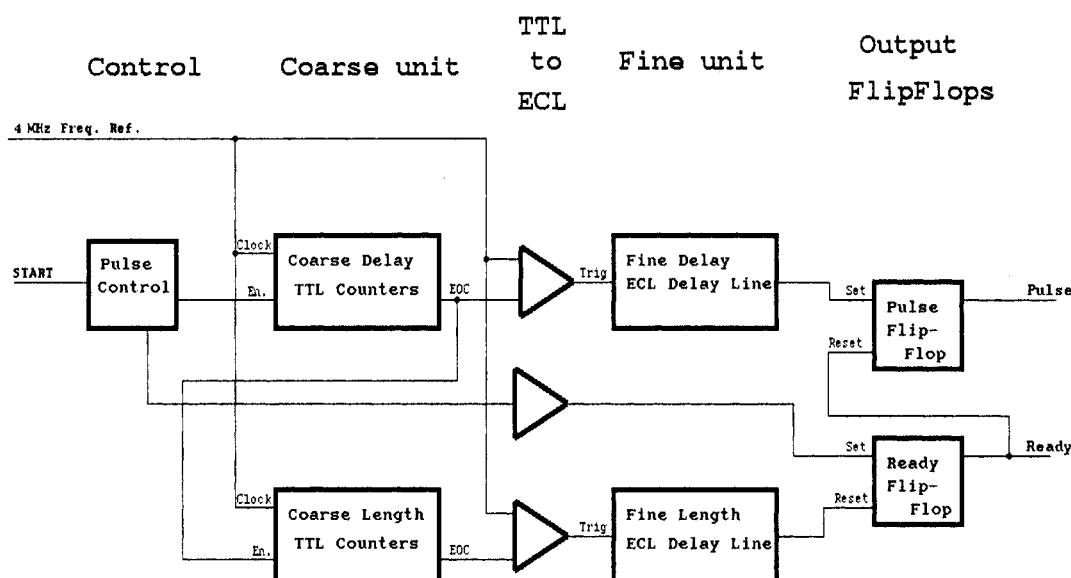 Control
Coarse unit
TTL
to
ECL
Fine unit
Output
FlipFlops
4 MHz Freq. Ref.
START
Pulse
Control
Clock
En.
Coarse Delay
TTL Counters
EOC
Trig
Fine Delay
ECL Delay Line
Set
Reset
Pulse
Flip-
Flop
Pulse
Clock
En.
Coarse Length
TTL Counters
EOC
Trig
Fine Length
ECL Delay Line
Set
Reset
Ready
Flip-
Flop
Ready